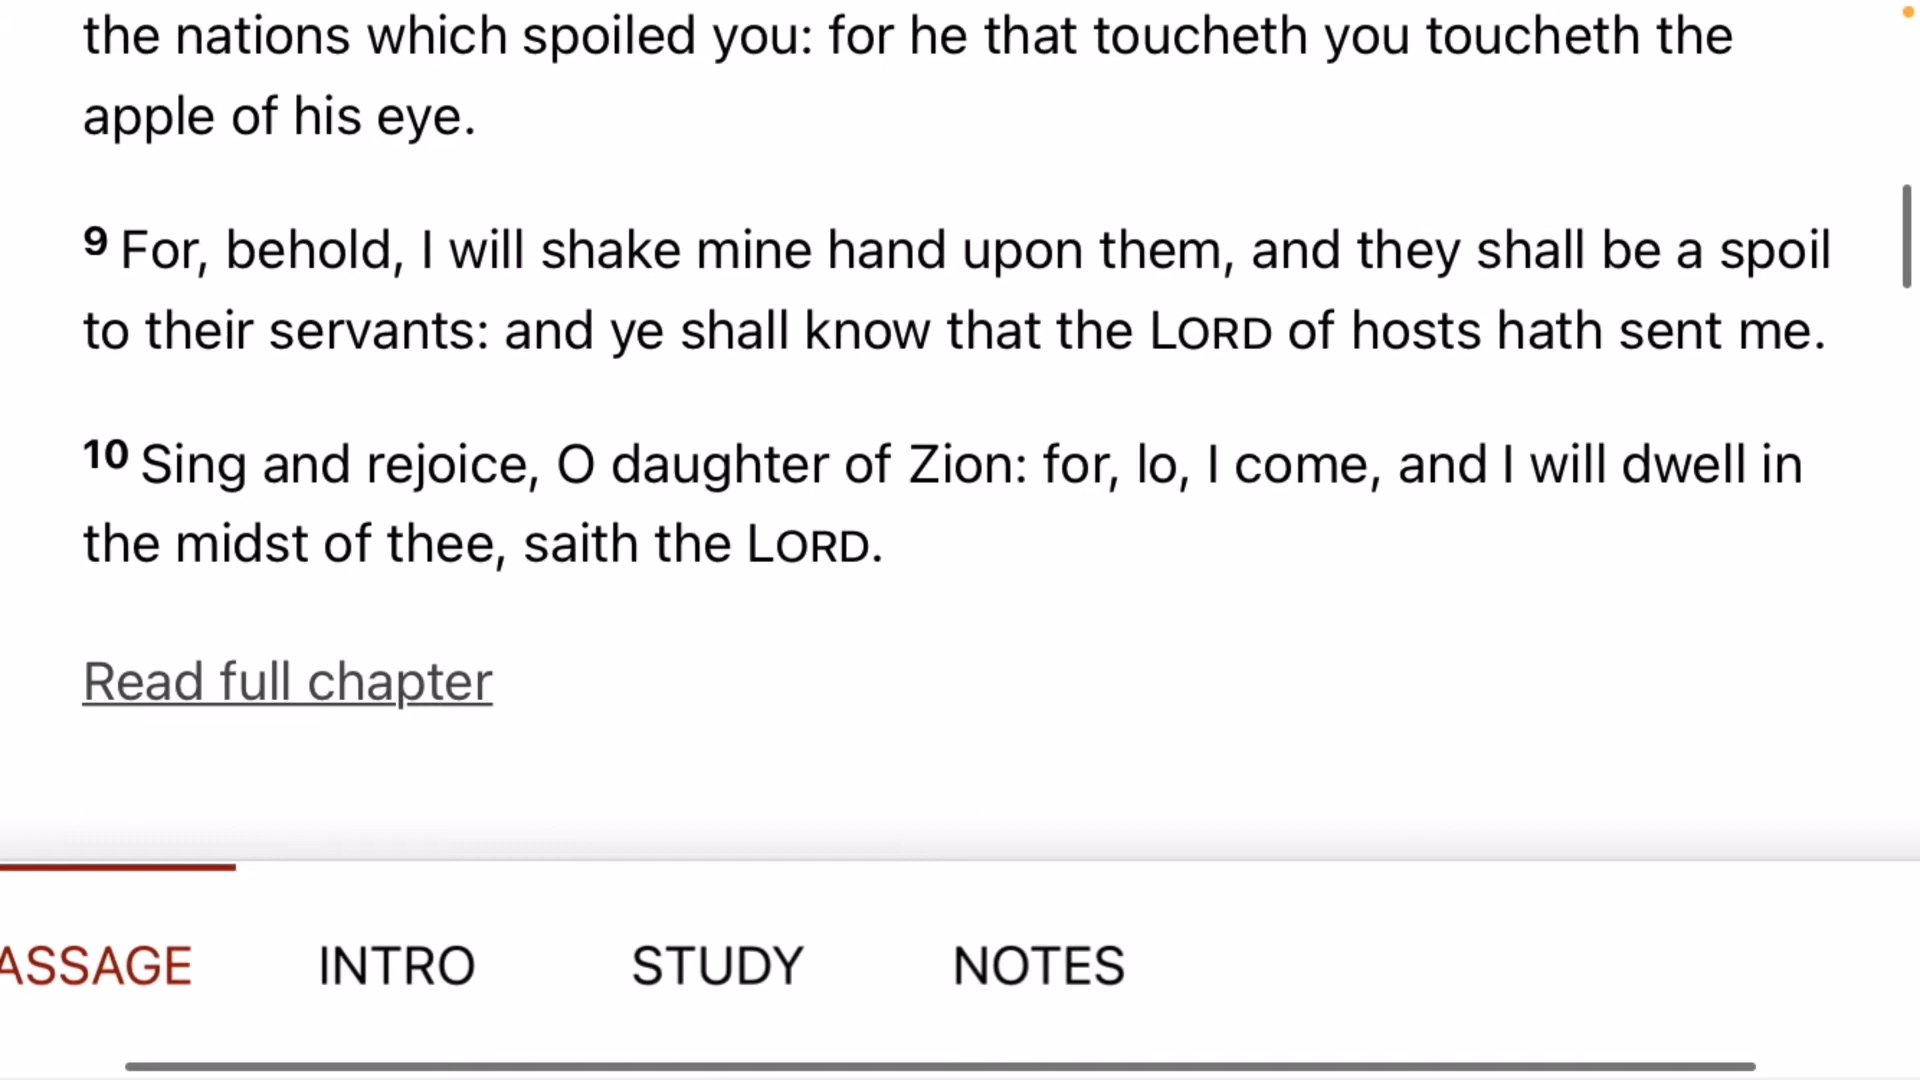 the nations which spoiled you: for he that toucheth you toucheth the
apple of his eye.
9 For, behold, I will shake mine hand upon them, and they shall be a spoil
to their servants: and ye shall know that the LORD of hosts hath sent me.
10 Sing and rejoice, O daughter of Zion: for, lo, I come, and I will dwell in
the midst of thee, saith the LORD.
Read full chapter
ASSAGE INTRO STUDY NOTES